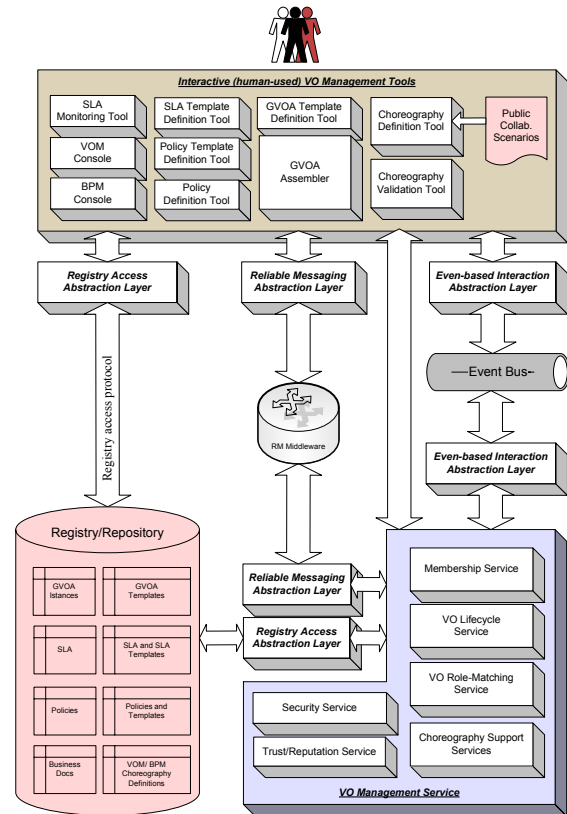 Interactive (human-used) VO Management Tools
SLA
Monitoring Tool
SLA Template
Definition Tool
GVOA Template
Definition Tool
Choreography
Definition Tool
Public
Collab.
Scenarios
VOM
Console
Policy Template
Definition Tool
GVOA
Assembler
Choreography
Validation Tool
BPM
Console
Policy
Definition Tool
Registry Access
Abstraction Layer
Reliable Messaging
Abstraction Layer
Even-based Interaction
Abstraction Layer
Registry access protocol
Event Bus
RM Middleware
Even-based Interaction
Abstraction Layer
Registry/Repository
GVOA
Istances
GVOA
Templates
SLA
SLA and SLA
Templates
Policies
Policies and
Templates
Business
Docs
VOM/ BPM
Choreography
Definitions
Reliable Messaging
Abstraction Layer
Registry Access
Abstraction Layer
Membership Service
VO Lifecycle
Service
VO Role-Matching
Service
Security Service
Trust/Reputation Service
Choreography Support
Services
VO Management Service